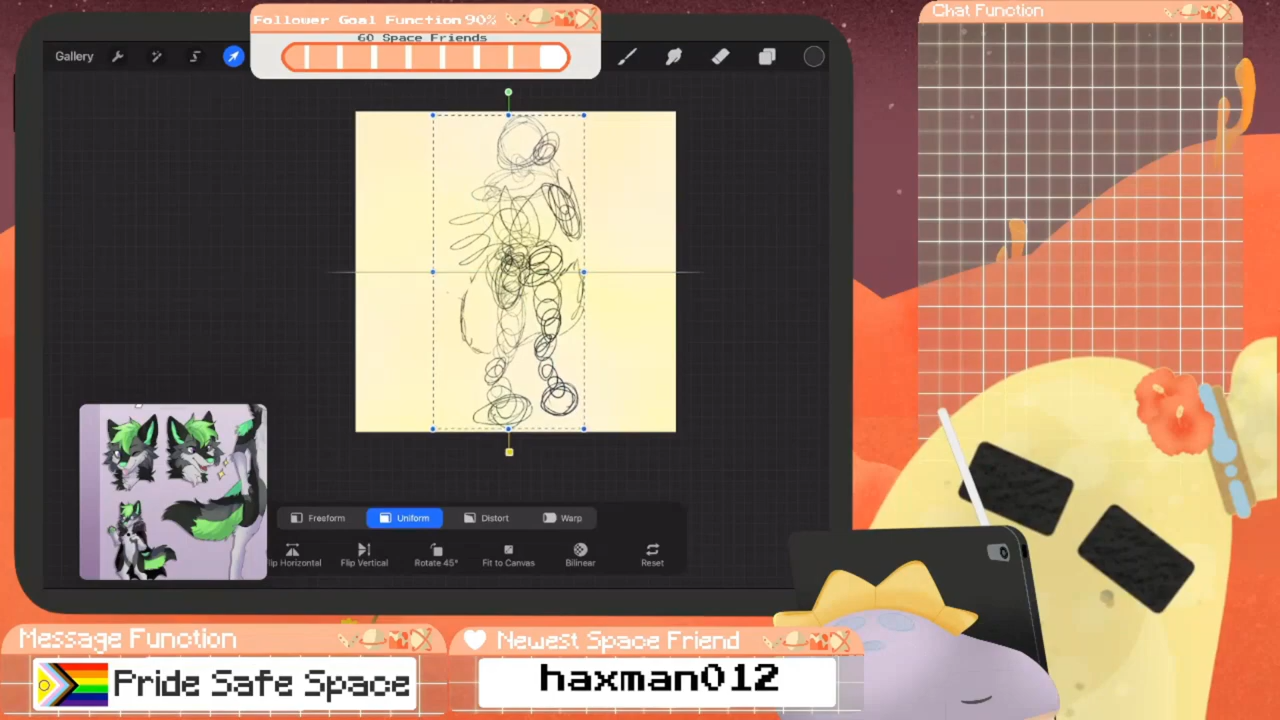 Follower Goal Function 90%
60 Space Friends
Chat Function
Gallery
Freeform
Uniform
Distort
Warp
lip Horizontal
Flip Vertical
Rotate 45°
Fit to Canvas
Bilinear
Reset
Message Function
Pride Safe Space
Newest Space Friend
haxman012